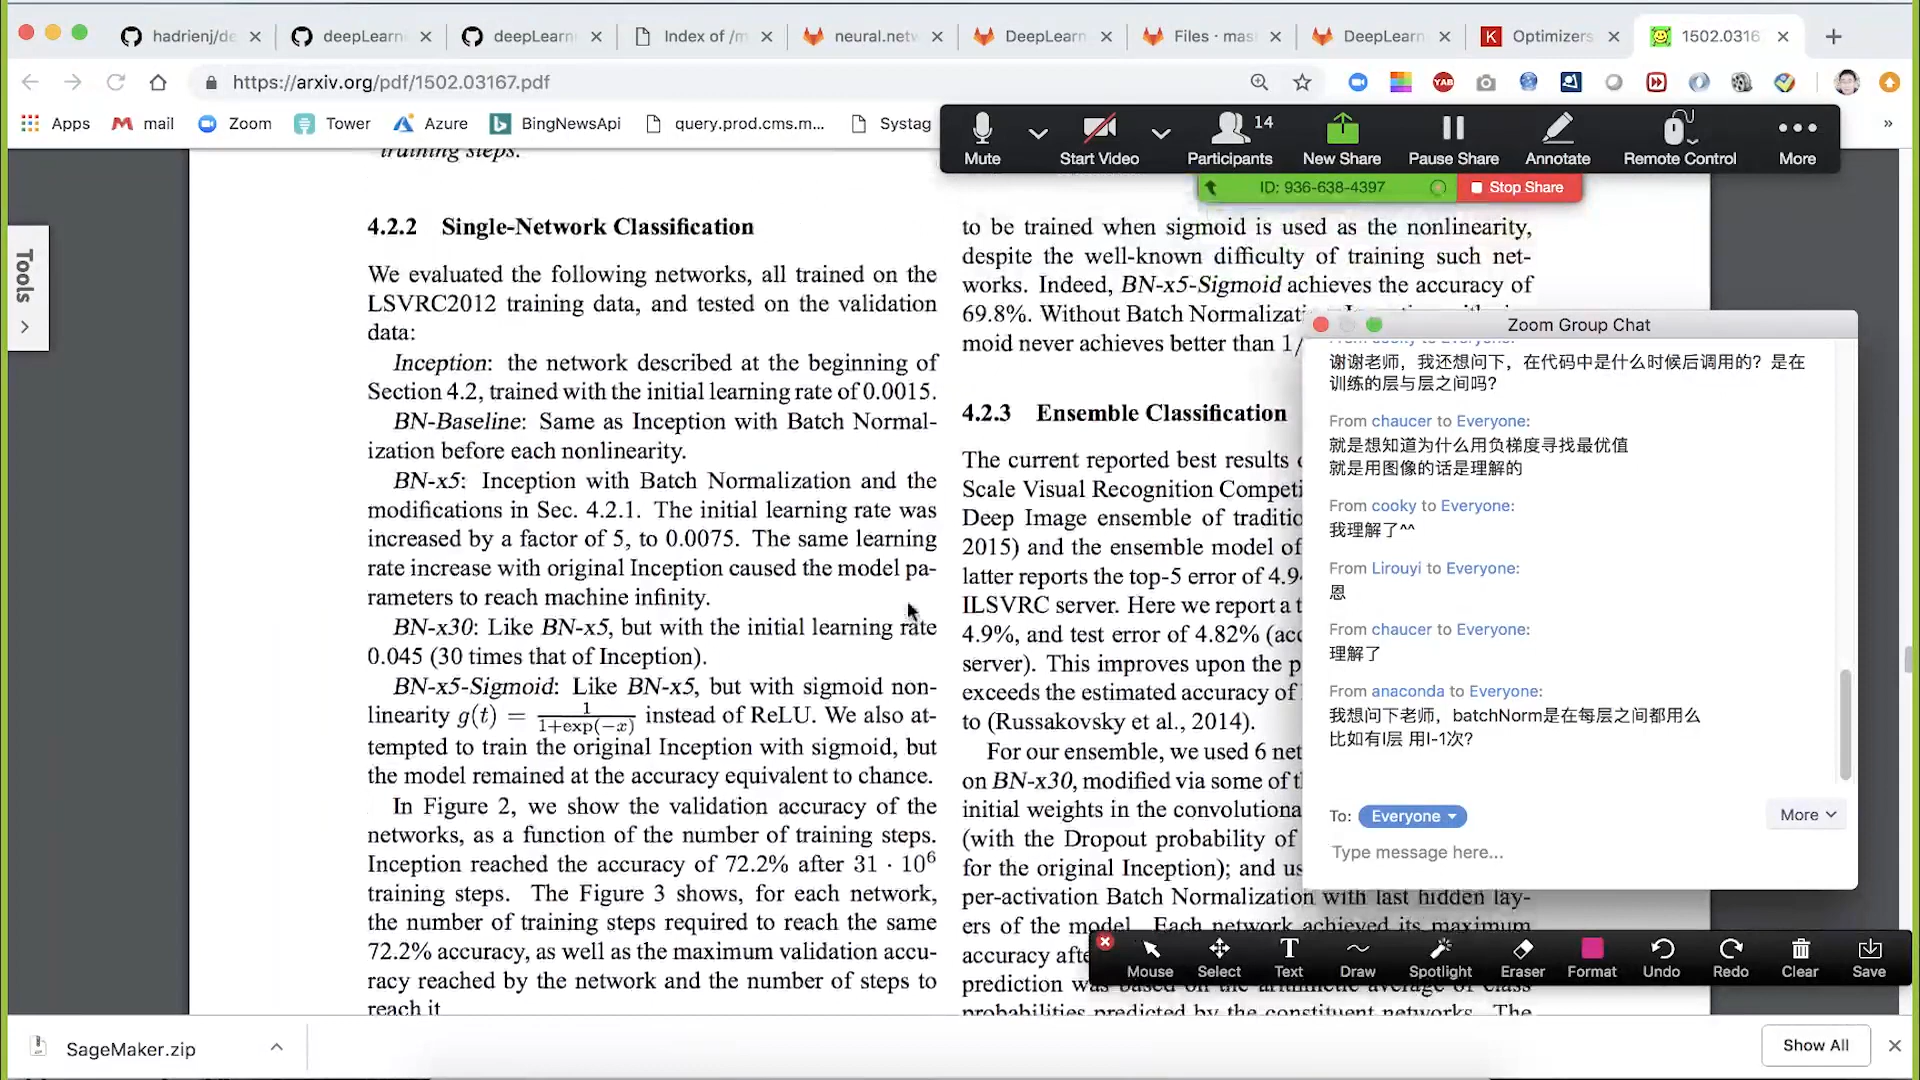 hadrienj/de
deepLearni
deepLearn
Index of /m
neural.netw
DeepLearn
Files · mas
DeepLearn
Optimizers
1502.0316
https://arxiv.org/pdf/1502.03167.pdf
Apps
mail
Zoom
Tower
Azure
BingNewsApi
query.prod.cms.m...
Systag
»
Mute
Start Video
Participants
14
New Share
Pause Share
Annotate
Remote Control
More
ID: 936-638-4397
Stop Share
Tools
training steps.
4.2.2 Single-Network Classification
We evaluated the following networks, all trained on the
LSVRC2012 training data, and tested on the validation
data:
Inception: the network described at the beginning of
Section 4.2, trained with the initial learning rate of 0.0015.
BN-Baseline: Same as Inception with Batch Normal-
ization before each nonlinearity.
BN-x5: Inception with Batch Normalization and the
modifications in Sec. 4.2.1. The initial learning rate was
increased by a factor of 5, to 0.0075. The same learning
rate increase with original Inception caused the model pa-
rameters to reach machine infinity.
BN-x30: Like BN-x5, but with the initial learning rate
0.045 (30 times that of Inception).
BN-x5-Sigmoid: Like BN-x5, but with sigmoid non-
linearity g(t) = 1/(1+exp(−x)) instead of ReLU. We also at-
tempted to train the original Inception with sigmoid, but
the model remained at the accuracy equivalent to chance.
In Figure 2, we show the validation accuracy of the
networks, as a function of the number of training steps.
Inception reached the accuracy of 72.2% after 31 · 10⁶
training steps. The Figure 3 shows, for each network,
the number of training steps required to reach the same
72.2% accuracy, as well as the maximum validation accu-
racy reached by the network and the number of steps to
reach it
to be trained when sigmoid is used as the nonlinearity,
despite the well-known difficulty of training such net-
works. Indeed, BN-x5-Sigmoid achieves the accuracy of
69.8%. Without Batch Normalizati
moid never achieves better than 1/
4.2.3 Ensemble Classification
The current reported best results
Scale Visual Recognition Competi
Deep Image ensemble of traditio
2015) and the ensemble model of
latter reports the top-5 error of 4.9
ILSVRC server. Here we report a t
4.9%, and test error of 4.82% (acc
server). This improves upon the p
exceeds the estimated accuracy of
to (Russakovsky et al., 2014).
For our ensemble, we used 6 net
on BN-x30, modified via some of t
initial weights in the convolutiona
(with the Dropout probability of
for the original Inception); and us
per-activation Batch Normalization with last hidden lay-
ers of the model. Each network achieved its maximum
accuracy afte
prediction was based on the arithmetic average of class
probabilities predicted by the constituent networks. The
Zoom Group Chat
From cooky to Everyone:
谢谢老师，我还想问下，在代码中是什么时候后调用的？是在
训练的层与层之间吗？
From chaucer to Everyone:
就是想知道为什么用负梯度寻找最优值
就是用图像的话是理解的
From cooky to Everyone:
我理解了^^
From Lirouyi to Everyone:
恩
From chaucer to Everyone:
理解了
From anaconda to Everyone:
我想问下老师，batchNorm是在每层之间都用么
比如有l层 用l-1次？
To: Everyone
More
Type message here...
Mouse
Select
Text
Draw
Spotlight
Eraser
Format
Undo
Redo
Clear
Save
SageMaker.zip
Show All